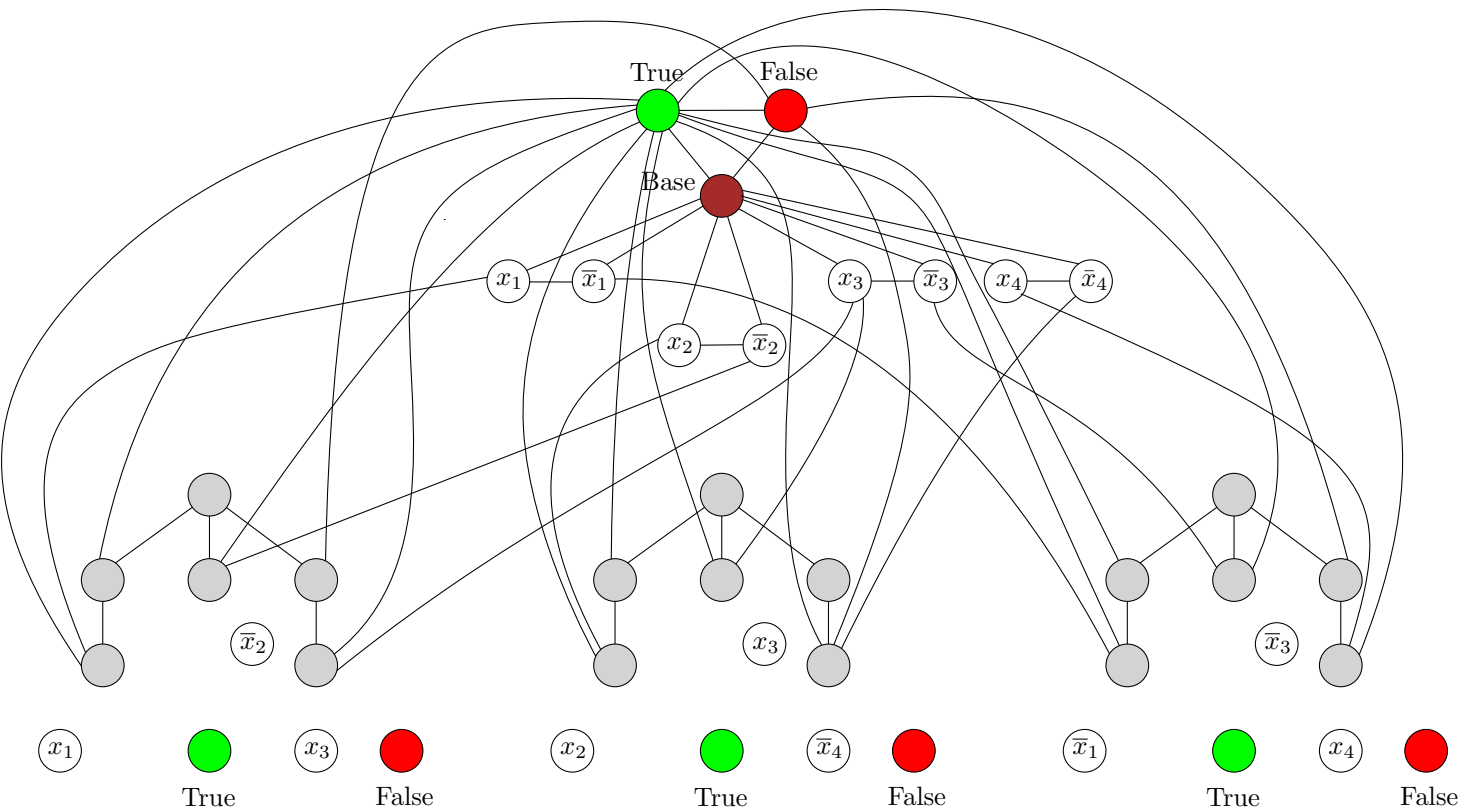 True False
Base
x₁ x̅₁ x₃ x̅₃ x₄ x̄₄
x₂ x̅₂
x̅₂ x₃ x̅₃
x₁ x₃ x₂ x̅₄ x̅₁ x₄
True False True False True False